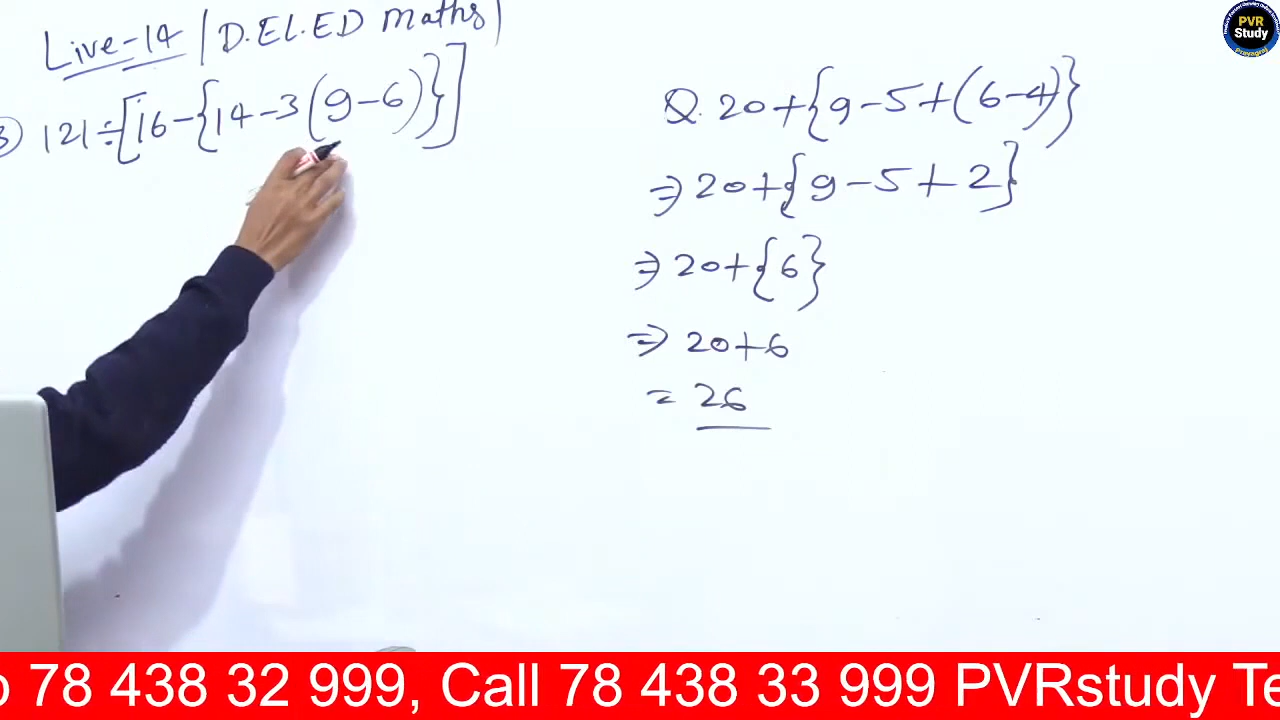 Live-14 | D.El.ED Maths |
3) 121÷[16-{14-3(9-6)}]
Q. 20+{9-5+(6-4)}
⇒ 20+{9-5+2}
⇒ 20+{6}
⇒ 20+6
= 26
PVR
Study
Prayagraj
78 438 32 999, Call 78 438 33 999 PVRstudy